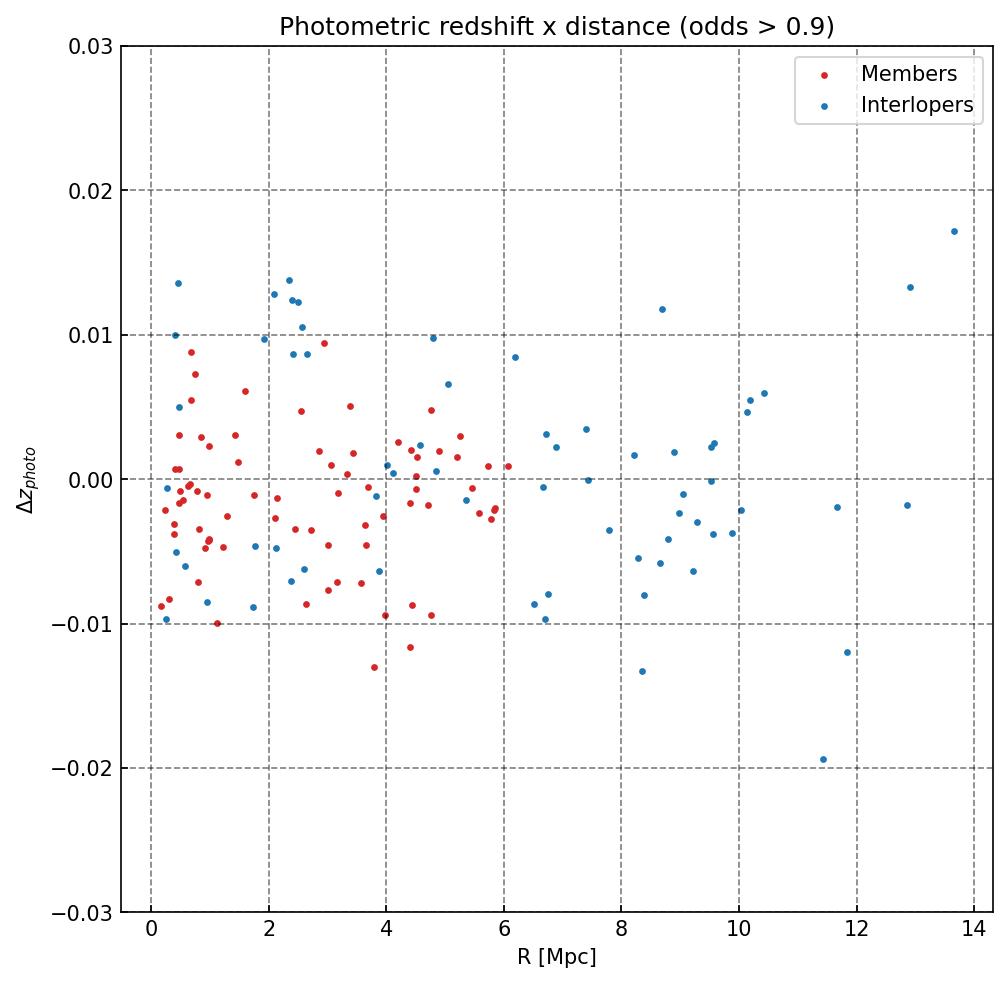 Photometric redshift x distance (odds > 0.9)
Members
Interlopers
0.03
0.02
0.01
0.00
−0.01
−0.02
−0.03
Δz_photo
0 2 4 6 8 10 12 14
R [Mpc]